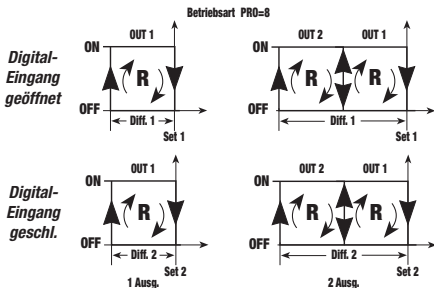 Betriebsart PRO=8
Digital-
Eingang
geöffnet
ON
OUT 1
R
OFF
Diff. 1
Set 1
ON
OUT 2
OUT 1
R
R
OFF
Diff. 1
Set 1
Digital-
Eingang
geschl.
ON
OUT 1
R
OFF
Diff. 2
Set 2
1 Ausg.
ON
OUT 2
OUT 1
R
R
OFF
Diff. 2
Set 2
2 Ausg.